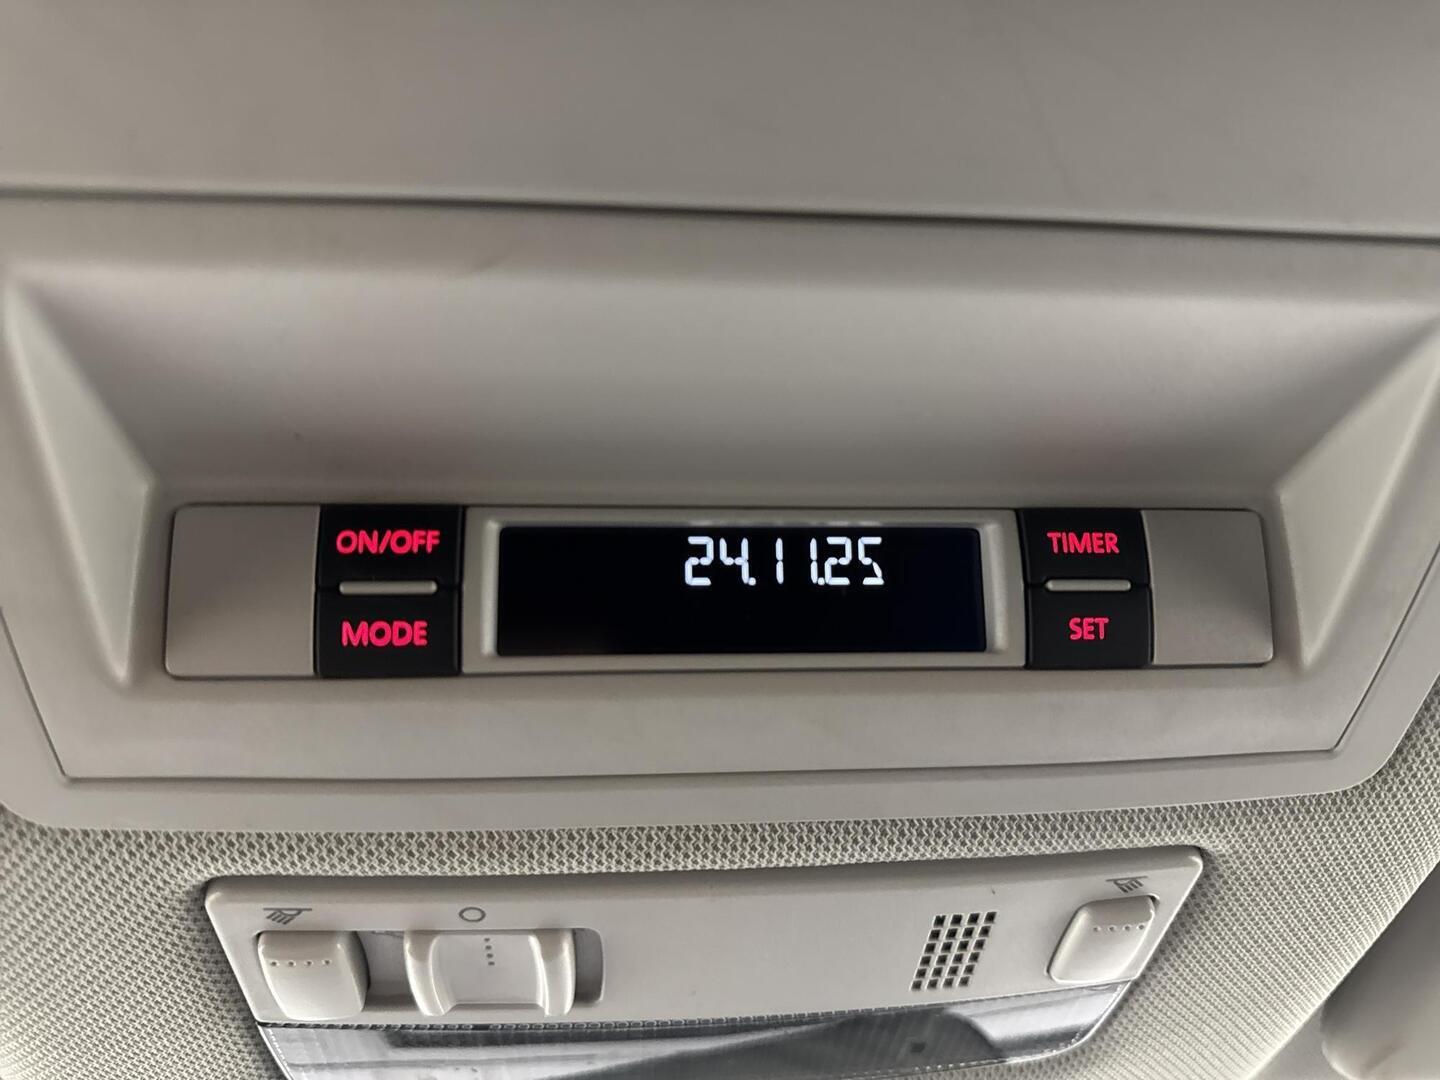 ON/OFF
24.11.25
TIMER
MODE
SET